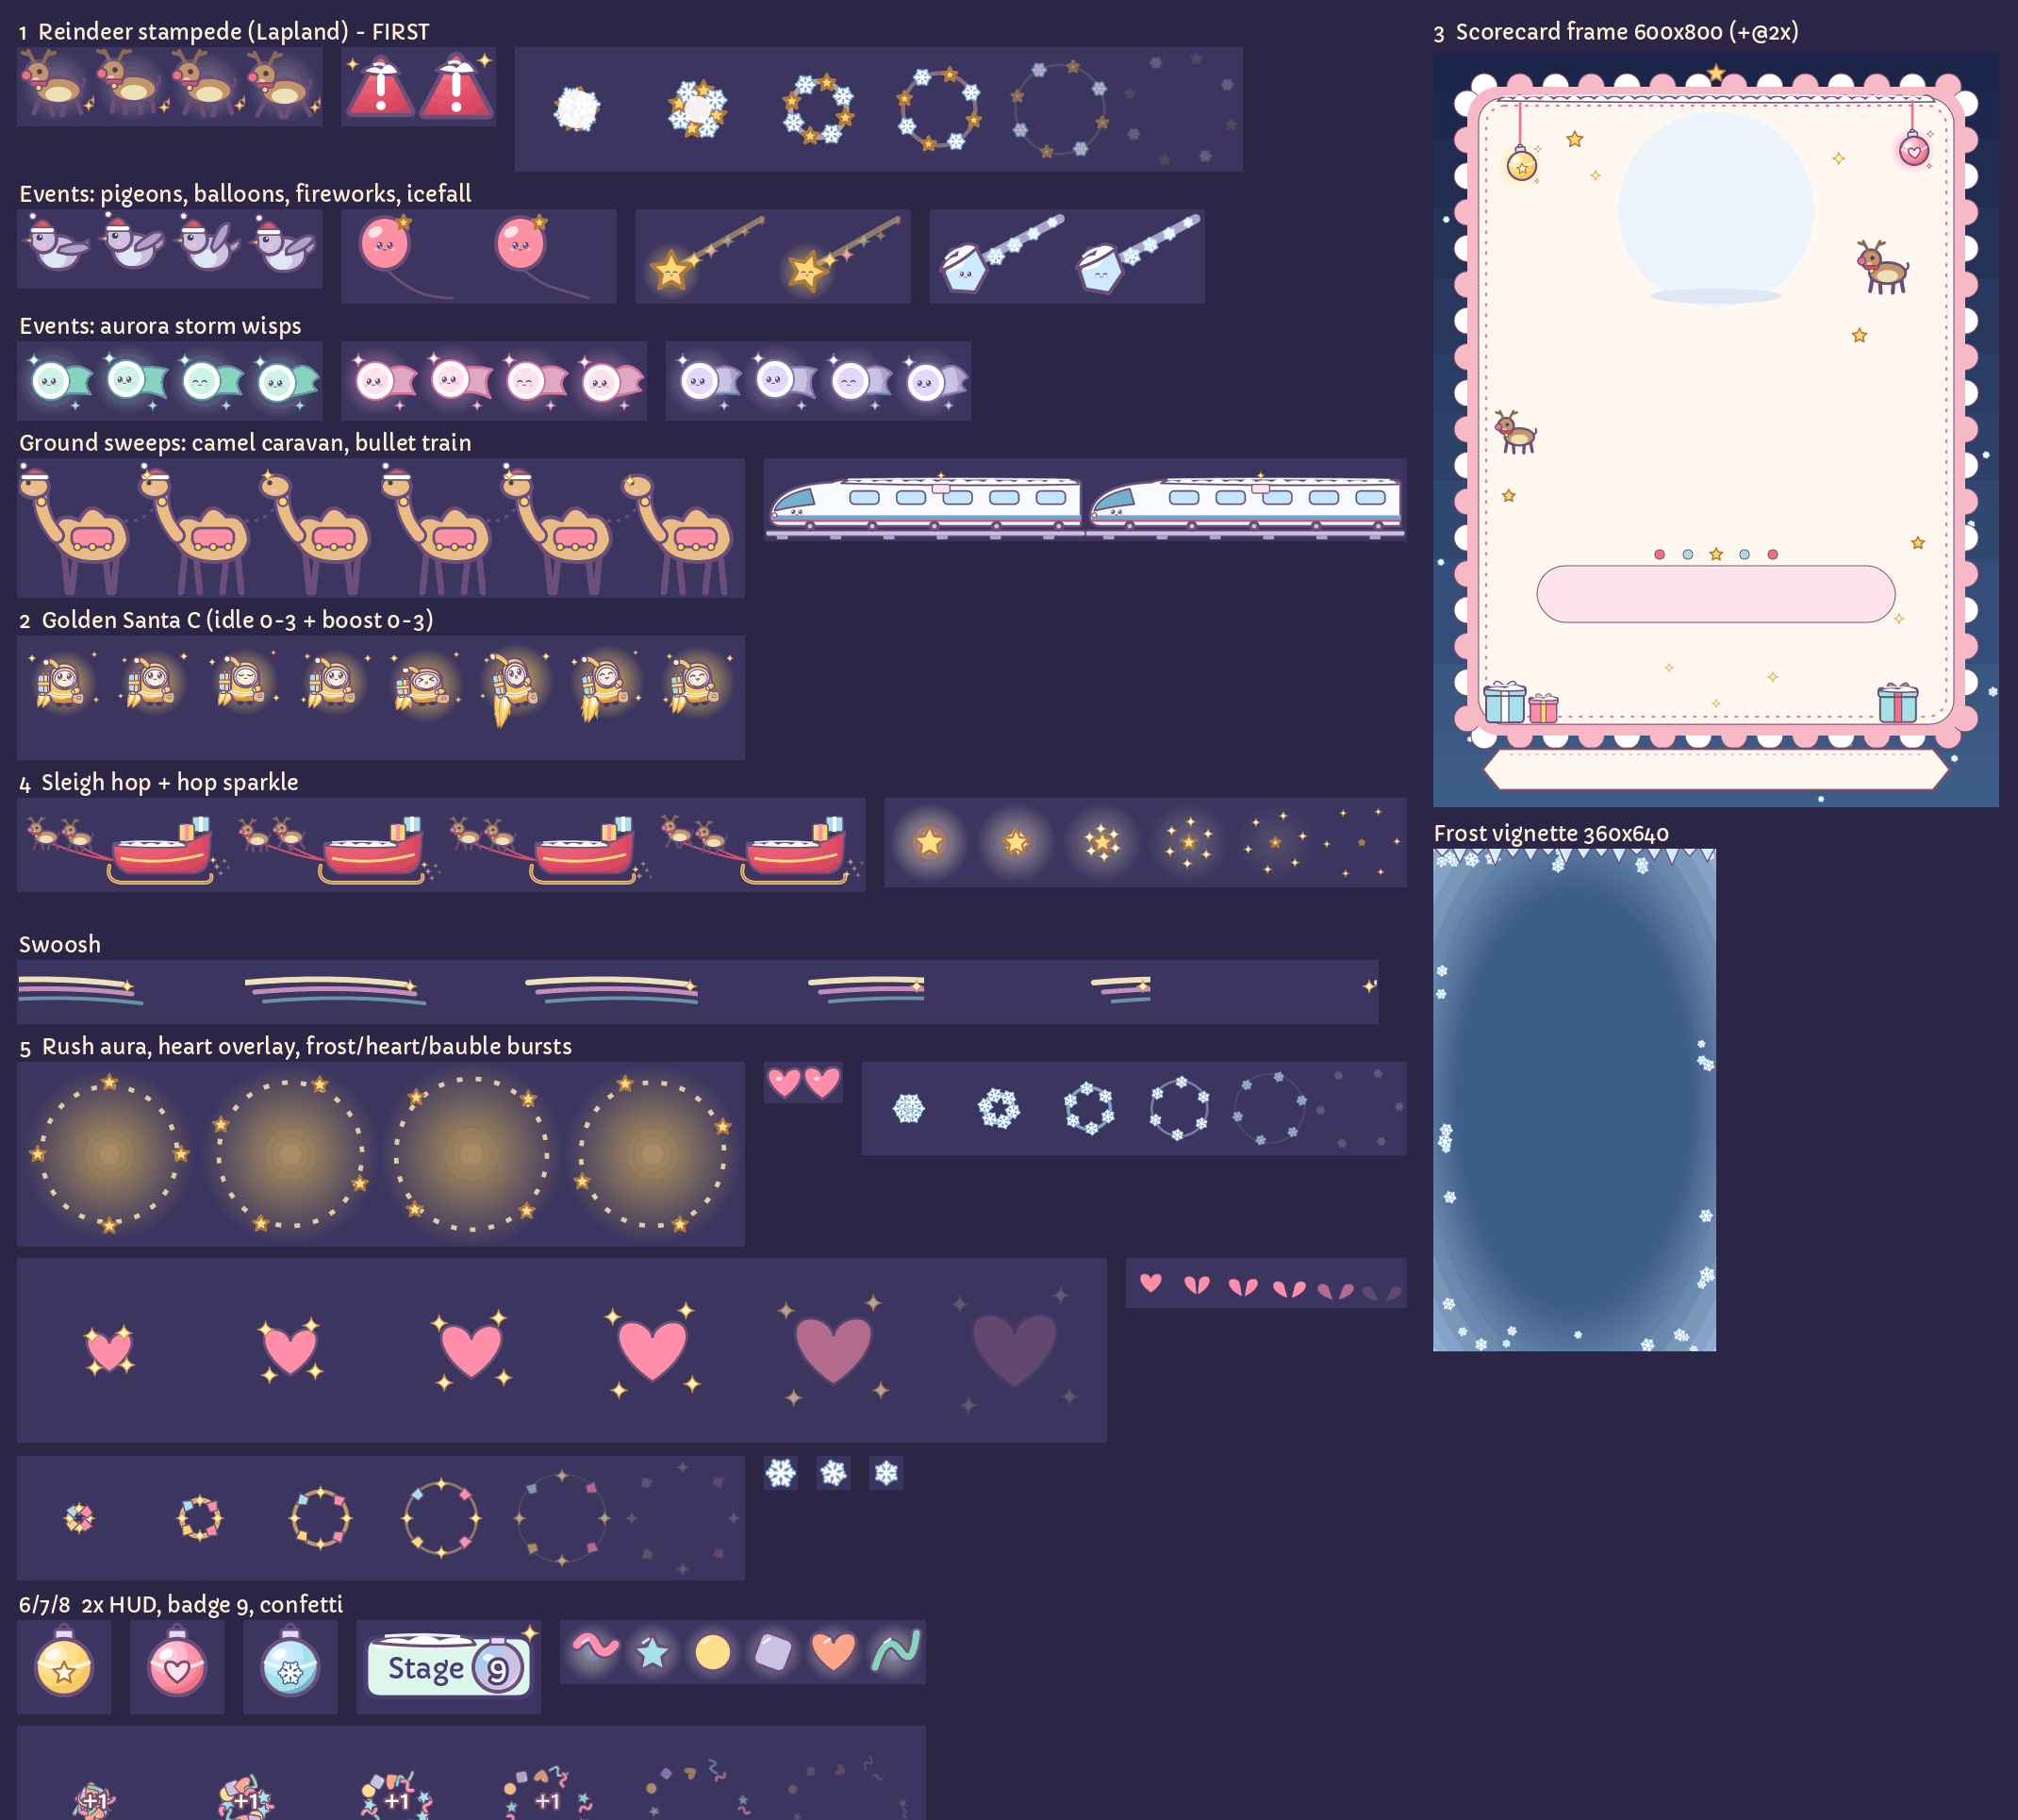 1 Reindeer stampede (Lapland) - FIRST
Events: pigeons, balloons, fireworks, icefall
Events: aurora storm wisps
Ground sweeps: camel caravan, bullet train
2 Golden Santa C (idle 0-3 + boost 0-3)
4 Sleigh hop + hop sparkle
Swoosh
5 Rush aura, heart overlay, frost/heart/bauble bursts
6/7/8 2x HUD, badge 9, confetti
Stage 9
+1 +1 +1 +1
3 Scorecard frame 600x800 (+@2x)
Frost vignette 360x640